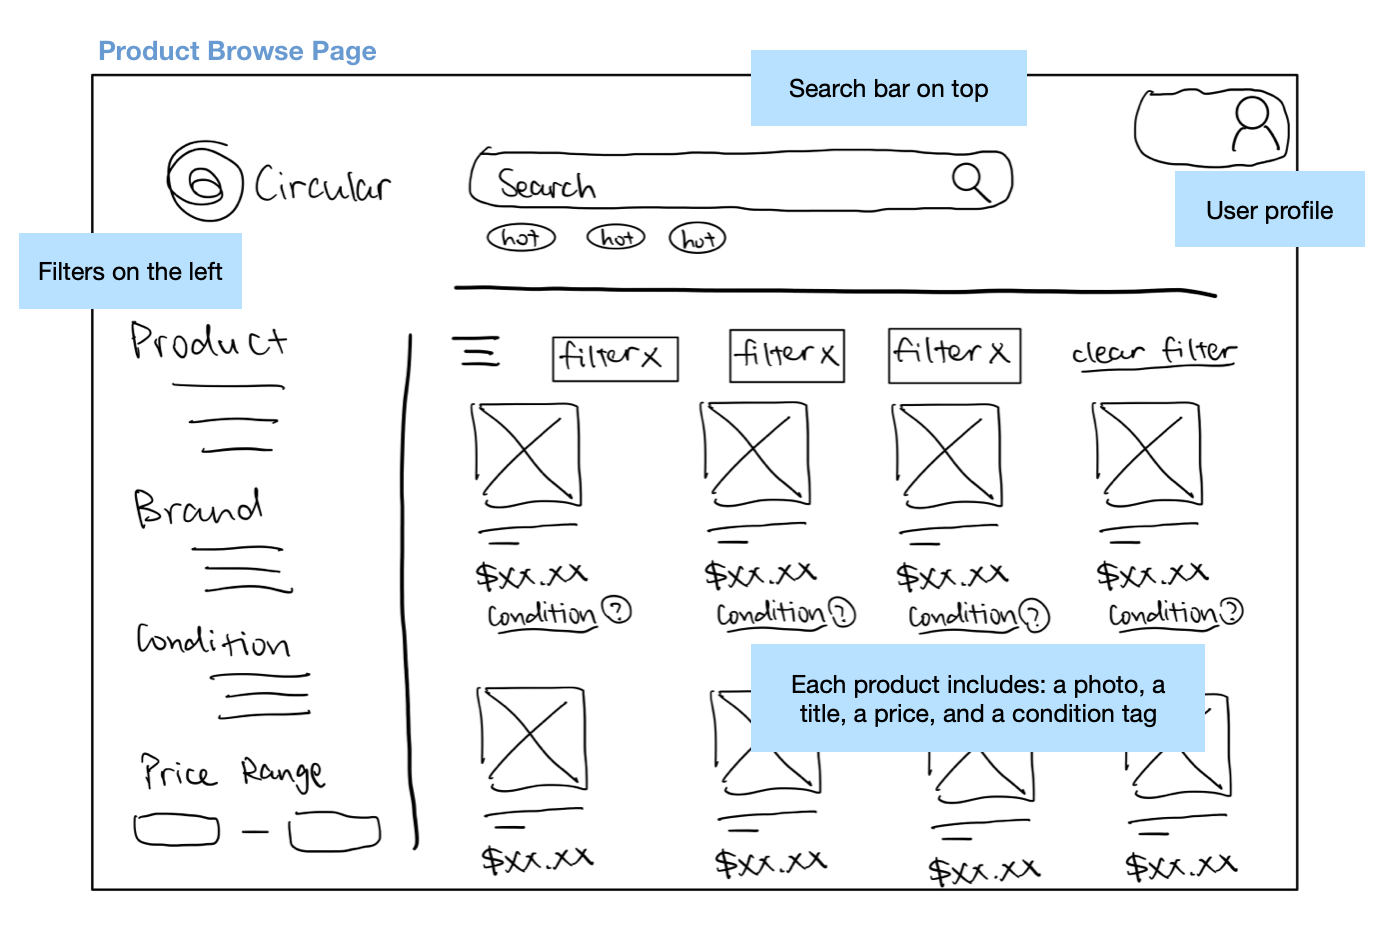 Product Browse Page
Search bar on top
Circular
Search
User profile
hot hot hot
Filters on the left
Product
filter x filter x filter x clear filter
Brand
$xx.xx $xx.xx $xx.xx $xx.xx
Condition ? Condition ? Condition ? Condition ?
Condition
Each product includes: a photo, a
title, a price, and a condition tag
Price Range
–
$xx.xx $xx.xx $xx.xx $xx.xx